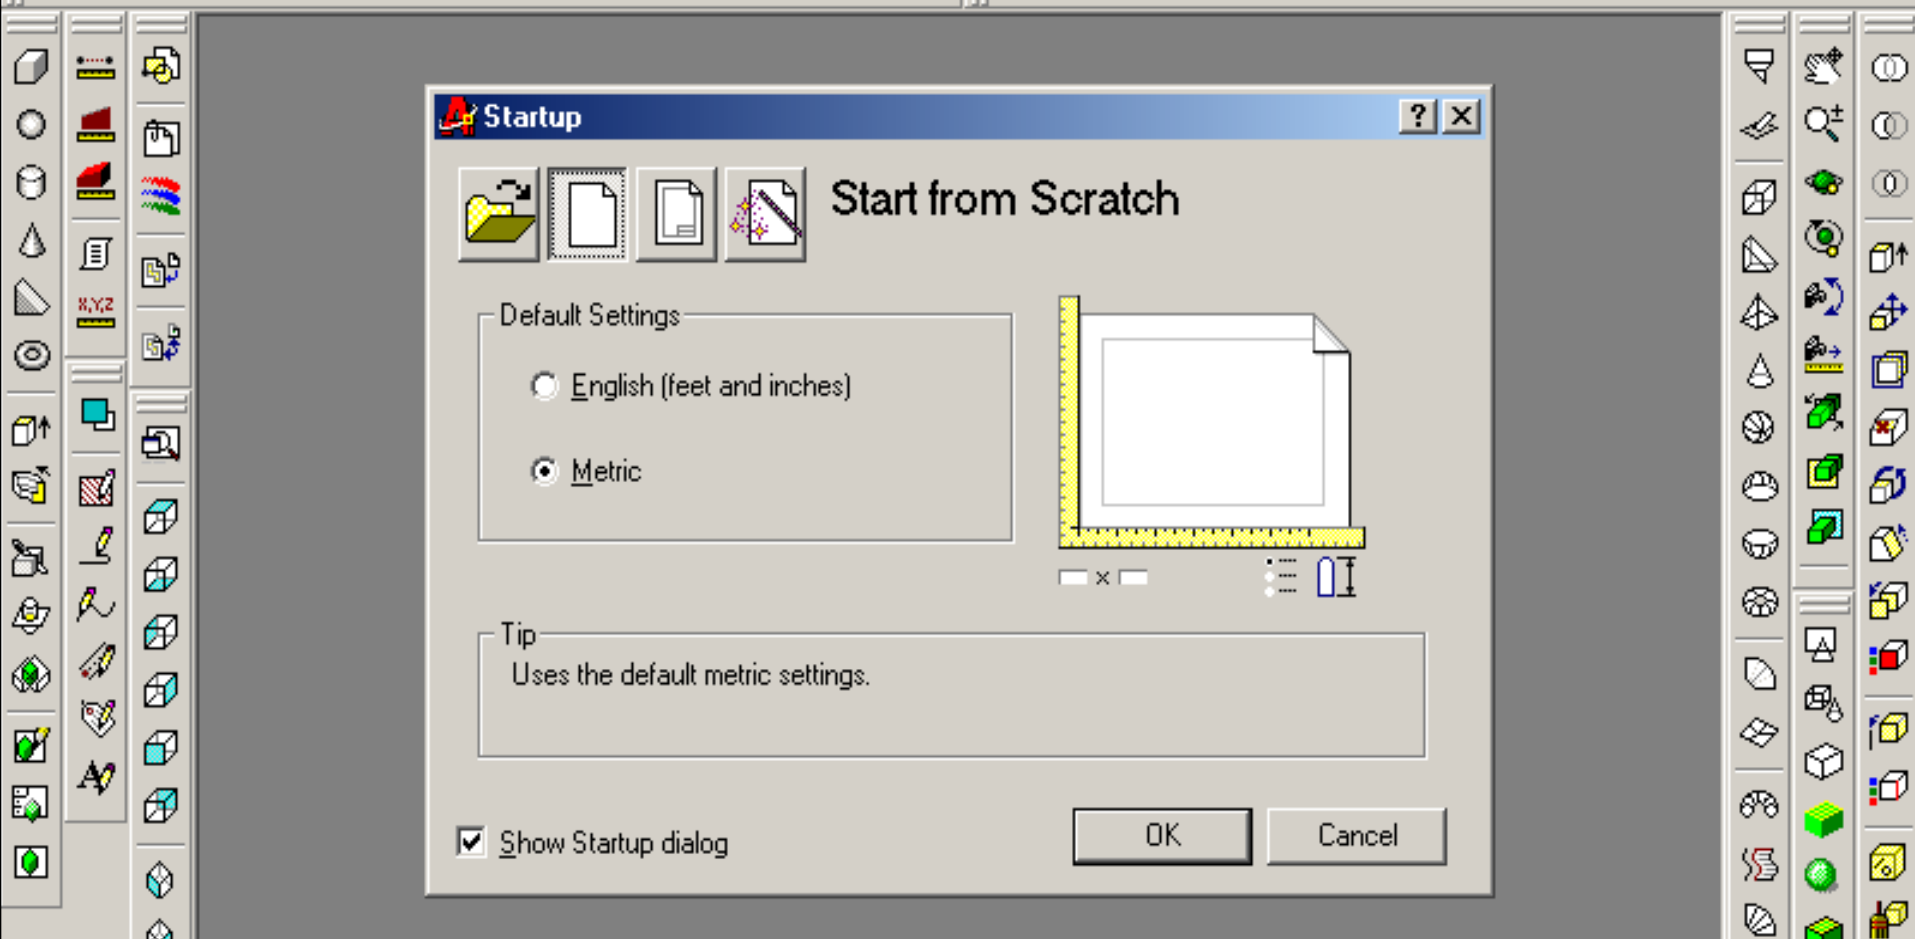 Startup
Start from Scratch
Default Settings
English (feet and inches)
Metric
x
Tip
Uses the default metric settings.
Show Startup dialog
OK
Cancel
X,Y,Z